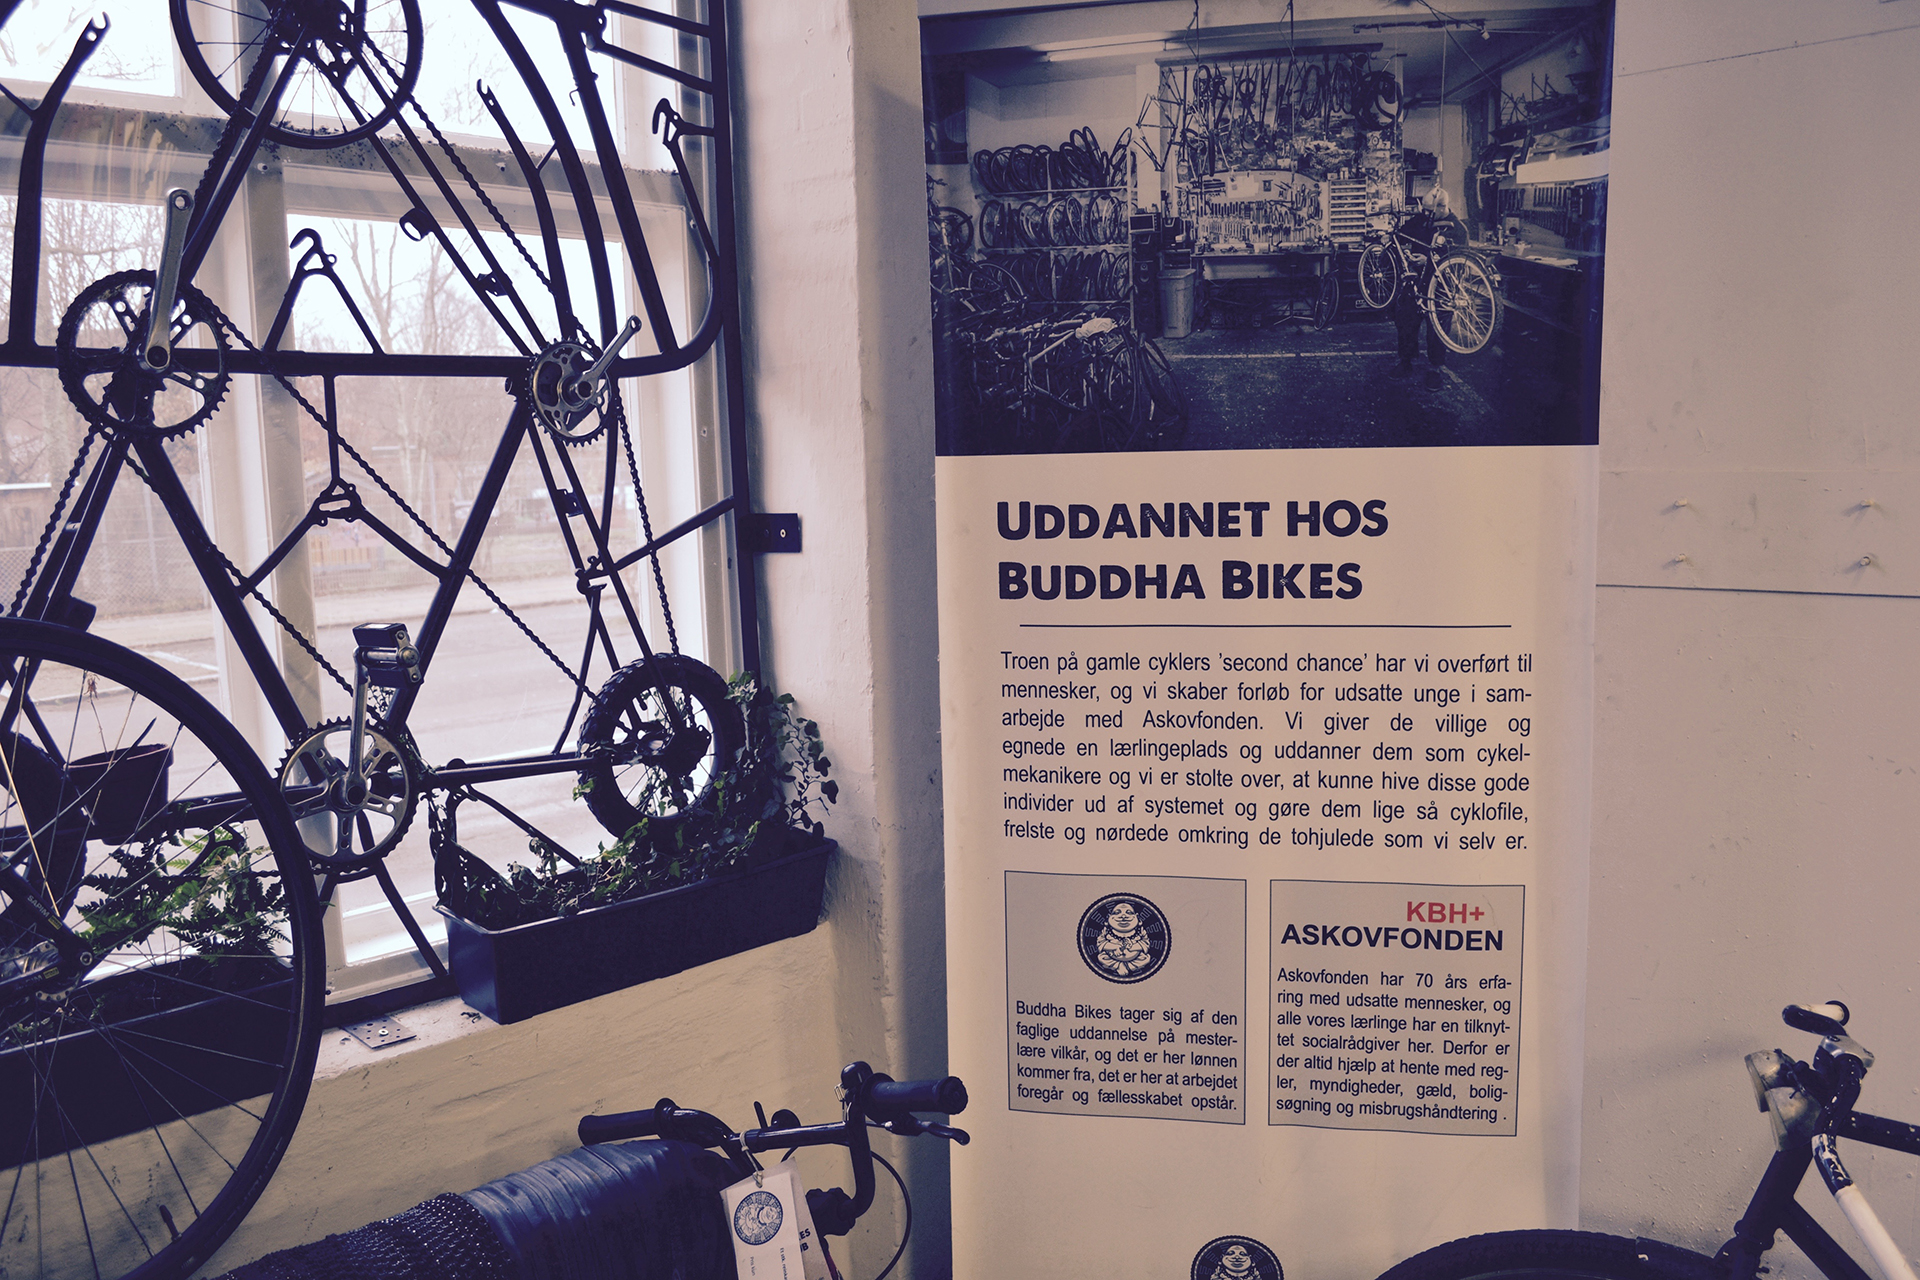 UDDANNET HOS
BUDDHA BIKES
Troen på gamle cyklers ’second chance’ har vi overført til
mennesker, og vi skaber forløb for udsatte unge i sam-
arbejde med Askovfonden. Vi giver de villige og
egnede en lærlingeplads og uddanner dem som cykel-
mekanikere og vi er stolte over, at kunne hive disse gode
individer ud af systemet og gøre dem lige så cyklofile,
frelste og nørdede omkring de tohjulede som vi selv er.
Buddha Bikes tager sig af den
faglige uddannelse på mester-
lære vilkår, og det er her lønnen
kommer fra, det er her at arbejdet
foregår og fællesskabet opstår.
KBH+
ASKOVFONDEN
Askovfonden har 70 års erfa-
ring med udsatte mennesker, og
alle vores lærlinge har en tilknyt-
tet socialrådgiver her. Derfor er
der altid hjælp at hente med reg-
ler, myndigheder, gæld, bolig-
søgning og misbrugshåndtering .
SAPIM